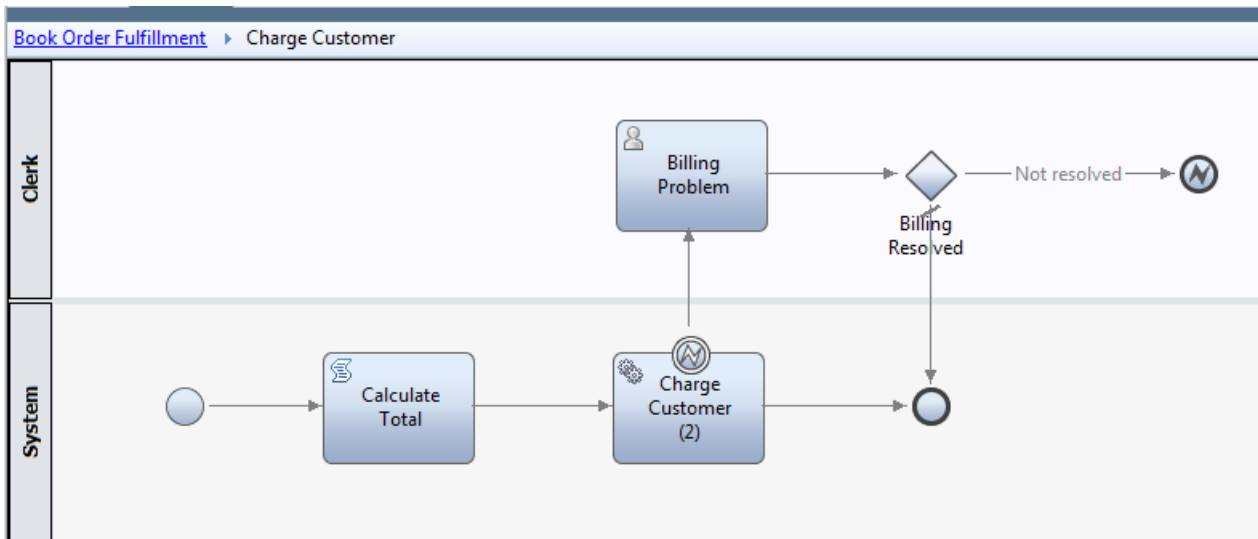 Book Order Fulfillment Charge Customer
Clerk
Billing
Problem
Not resolved
Billing
Resolved
System
Calculate
Total
Charge
Customer
(2)